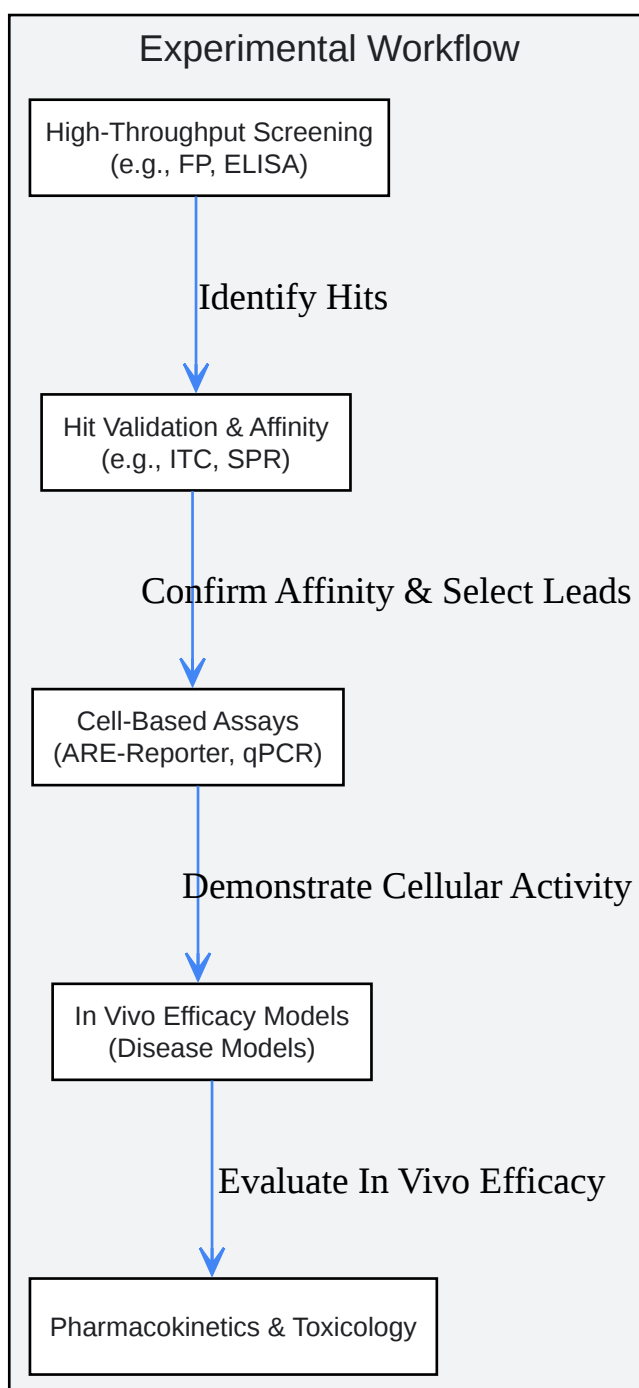 Experimental Workflow
High-Throughput Screening
(e.g., FP, ELISA)
Identify Hits
Hit Validation & Affinity
(e.g., ITC, SPR)
Confirm Affinity & Select Leads
Cell-Based Assays
(ARE-Reporter, qPCR)
Demonstrate Cellular Activity
In Vivo Efficacy Models
(Disease Models)
Evaluate In Vivo Efficacy
Pharmacokinetics & Toxicology